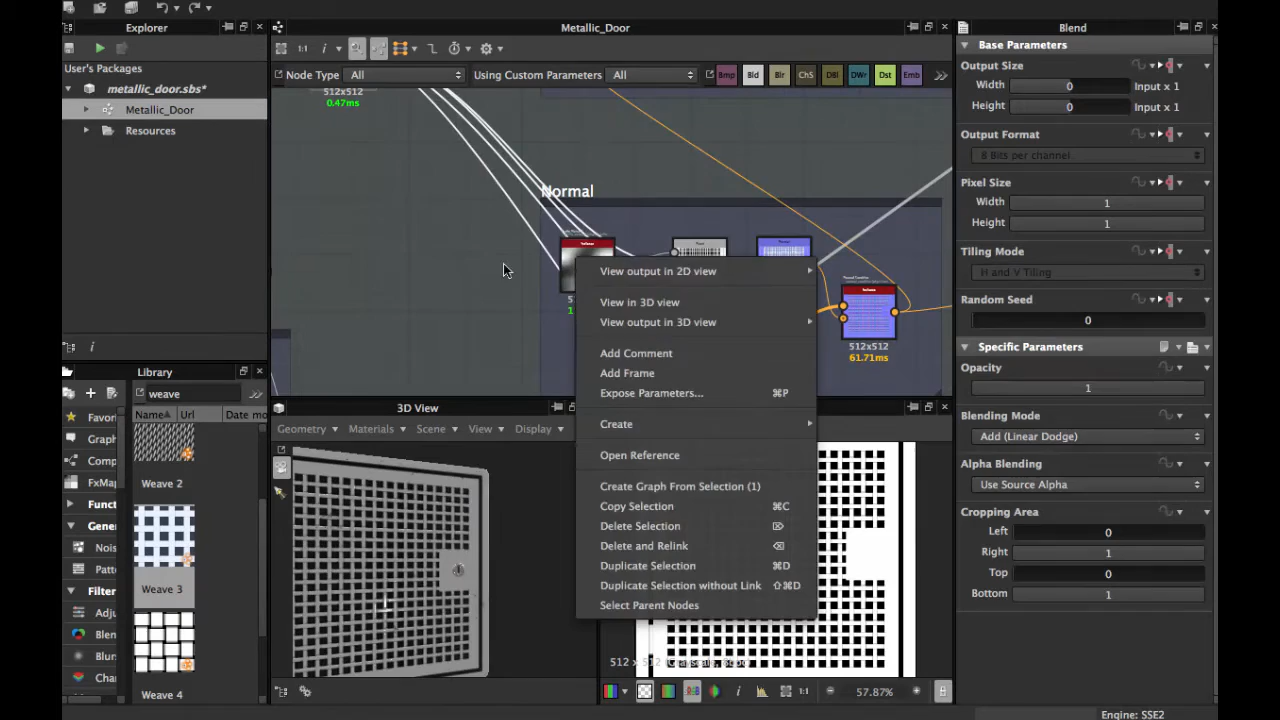 Explorer
Metallic_Door
Blend
1:1
i
Base Parameters
User's Packages
Node Type
All
Using Custom Parameters
All
Bmp
Bld
Blr
ChS
DBl
DWr
Dst
Emb
Output Size
metallic_door.sbs*
512x512
0.47ms
Width
0
Input x 1
Metallic_Door
Height
0
Input x 1
Resources
Output Format
8 Bits per channel
Normal
Pixel Size
Width
1
Height
1
Tiling Mode
H and V Tiling
View output in 2D view
View in 3D view
View output in 3D view
Random Seed
0
512x512
61.71ms
Add Comment
Add Frame
Expose Parameters...
⌘P
Create
Open Reference
Create Graph From Selection (1)
Copy Selection
⌘C
Delete Selection
Delete and Relink
Duplicate Selection
⌘D
Duplicate Selection without Link
⇧⌘D
Select Parent Nodes
Specific Parameters
Opacity
1
Blending Mode
Add (Linear Dodge)
Alpha Blending
Use Source Alpha
Cropping Area
Left
0
Right
1
Top
0
Bottom
1
i
Library
weave
Name
Url
Date mo
Favor
Graph
Comp
FxMap
Funct
Gener
Nois
Patte
Filter
Adju
Blen
Blur
Chai
Weave 2
Weave 3
Weave 4
3D View
Geometry
Materials
Scene
View
Display
i
1:1
57.87%
Engine: SSE2